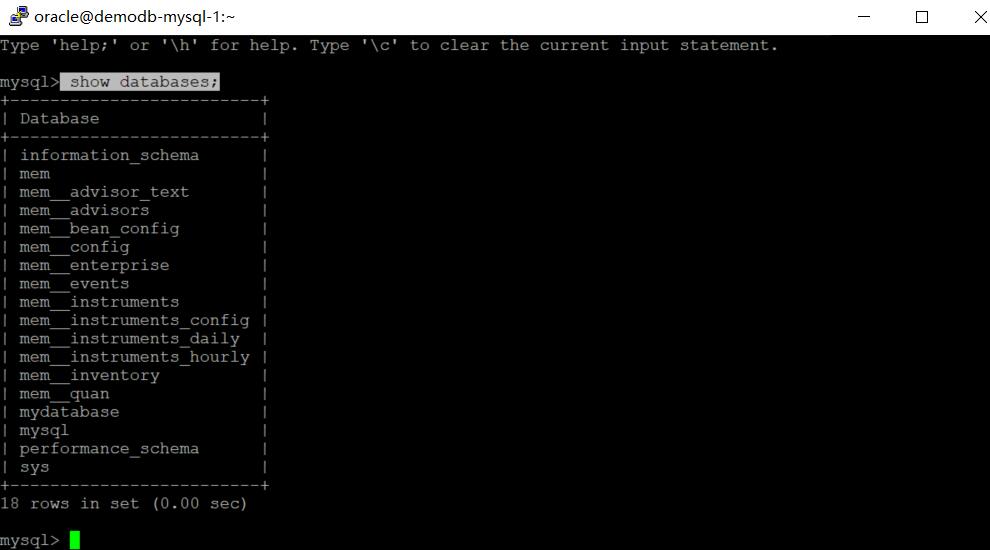 oracle@demodb-mysql-1:~
Type 'help;' or '\h' for help. Type '\c' to clear the current input statement.
mysql> show databases;
+-------------------------+
| Database                |
+-------------------------+
| information_schema      |
| mem                     |
| mem__advisor_text       |
| mem__advisors           |
| mem__bean_config        |
| mem__config             |
| mem__enterprise         |
| mem__events             |
| mem__instruments        |
| mem__instruments_config |
| mem__instruments_daily  |
| mem__instruments_hourly |
| mem__inventory          |
| mem__quan               |
| mydatabase              |
| mysql                   |
| performance_schema      |
| sys                     |
+-------------------------+
18 rows in set (0.00 sec)
mysql>